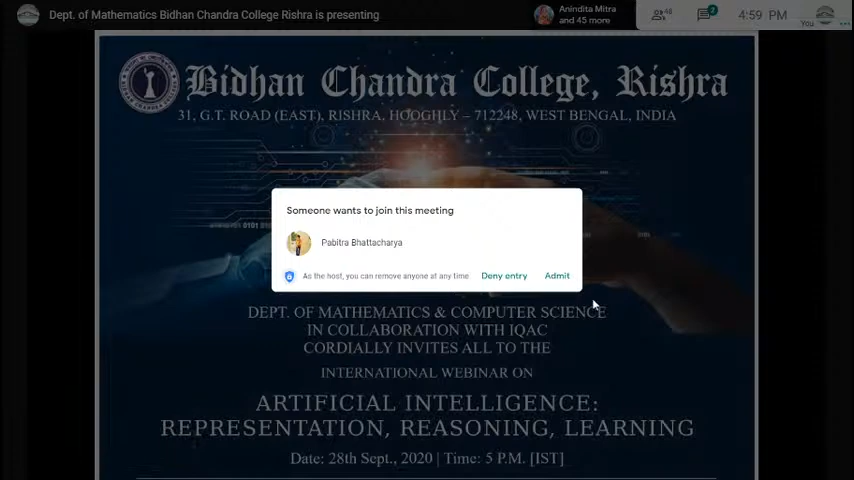 Dept. of Mathematics Bidhan Chandra College Rishra is presenting
Anindita Mitra
and 45 more
46
2
4:59 PM
You
Bidhan Chandra College, Rishra
31, G.T. ROAD (EAST), RISHRA, HOOGHLY – 712248, WEST BENGAL, INDIA
Someone wants to join this meeting
Pabitra Bhattacharya
As the host, you can remove anyone at any time
Deny entry
Admit
DEPT. OF MATHEMATICS & COMPUTER SCIENCE
IN COLLABORATION WITH IQAC
CORDIALLY INVITES ALL TO THE
INTERNATIONAL WEBINAR ON
ARTIFICIAL INTELLIGENCE:
REPRESENTATION, REASONING, LEARNING
Date: 28th Sept., 2020 | Time: 5 P.M. [IST]